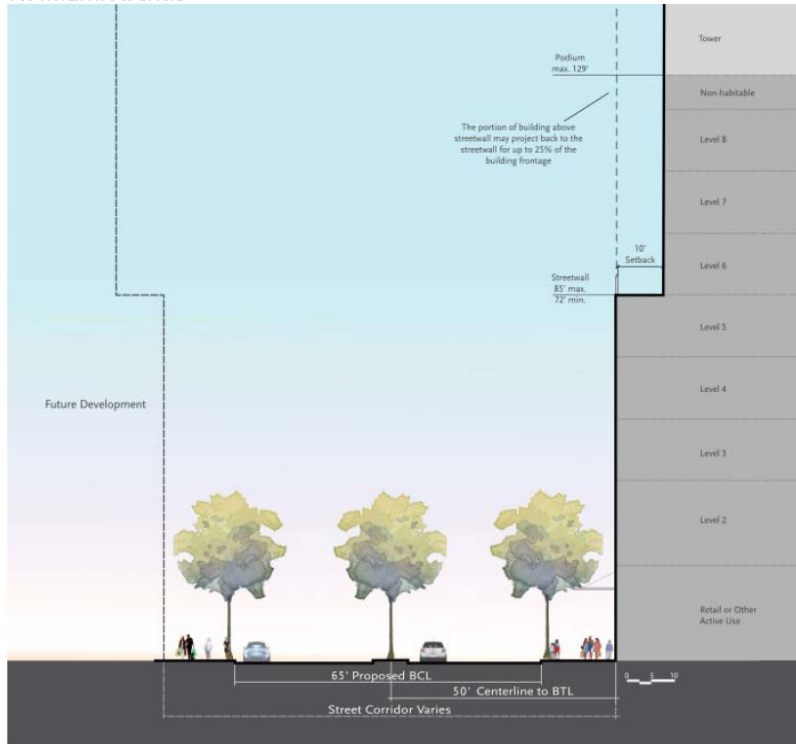 Tower
Podium
max. 129'
Non-habitable
The portion of building above
streetwall may project back to the
streetwall for up to 25% of the
building frontage
Level 8
Level 7
10'
Setback
Level 6
Streetwall
85' max.
72' min.
Level 5
Future Development
Level 4
Level 3
Level 2
Retail or Other
Active Use
65' Proposed BCL
0 5 10
50' Centerline to BTL
Street Corridor Varies